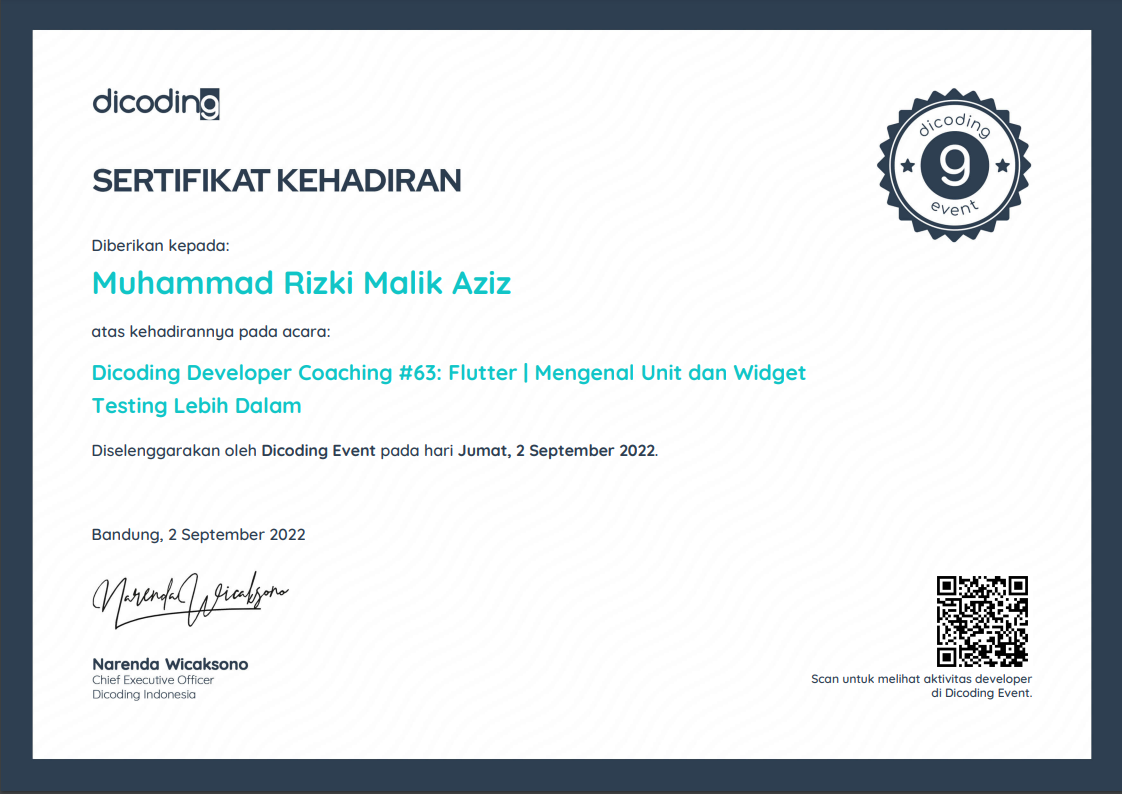 dicoding
SERTIFIKAT KEHADIRAN
dicoding
g
event
Diberikan kepada:
Muhammad Rizki Malik Aziz
atas kehadirannya pada acara:
Dicoding Developer Coaching #63: Flutter | Mengenal Unit dan Widget
Testing Lebih Dalam
Diselenggarakan oleh Dicoding Event pada hari Jumat, 2 September 2022.
Bandung, 2 September 2022
Narenda Wicaksono
Narenda Wicaksono
Chief Executive Officer
Dicoding Indonesia
Scan untuk melihat aktivitas developer
di Dicoding Event.